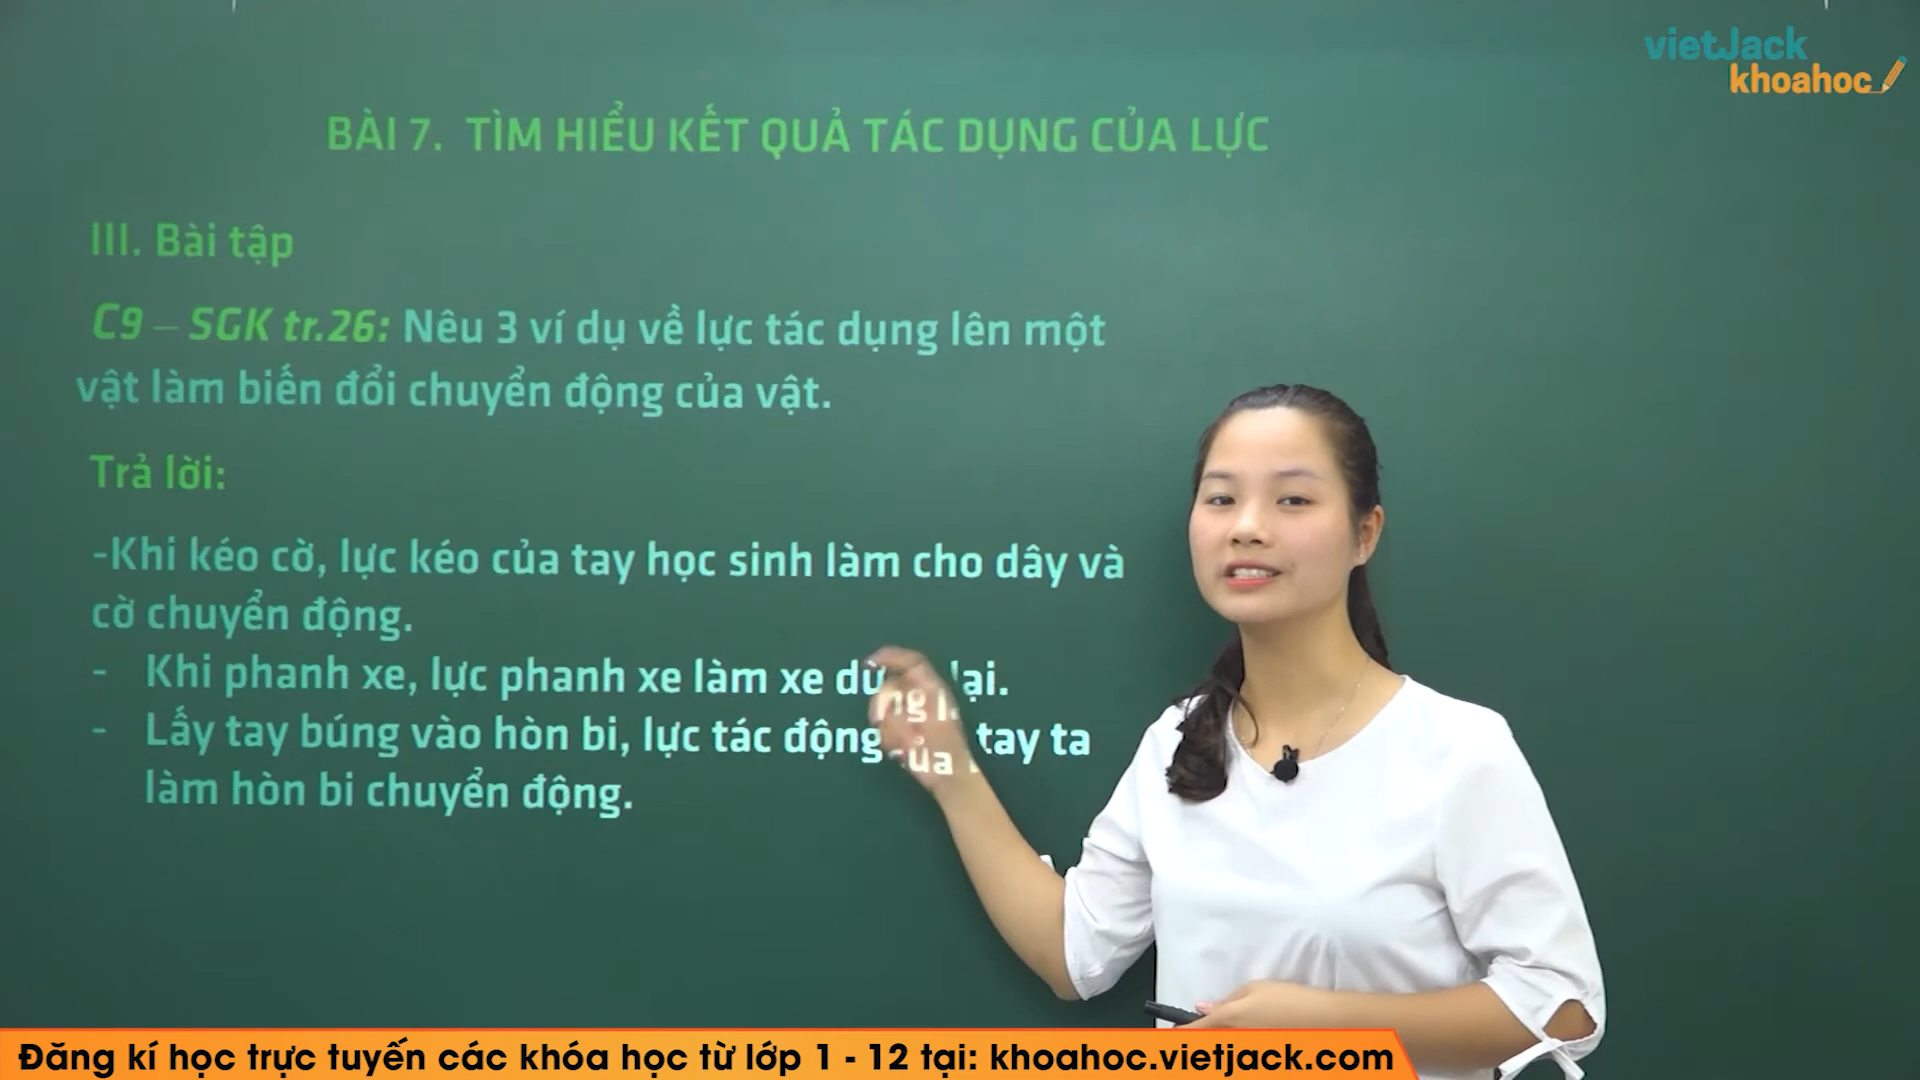 vietJack
khoahoc
BÀI 7. TÌM HIỂU KẾT QUẢ TÁC DỤNG CỦA LỰC
III. Bài tập
C9 – SGK tr.26: Nêu 3 ví dụ về lực tác dụng lên một
vật làm biến đổi chuyển động của vật.
Trả lời:
-Khi kéo cờ, lực kéo của tay học sinh làm cho dây và
cờ chuyển động.
- Khi phanh xe, lực phanh xe làm xe dừng lại.
- Lấy tay búng vào hòn bi, lực tác động của tay ta
làm hòn bi chuyển động.
Đăng kí học trực tuyến các khóa học từ lớp 1 - 12 tại: khoahoc.vietjack.com